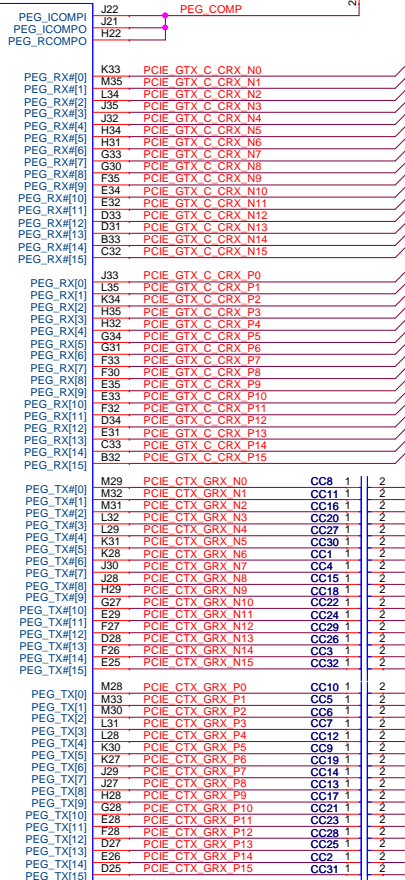 PEG_ICOMPI J22 PEG_COMP 2
PEG_ICOMPO J21
PEG_RCOMPO H22
PEG_RX#[0] K33 PCIE_GTX_C_CRX_N0
PEG_RX#[1] M35 PCIE_GTX_C_CRX_N1
PEG_RX#[2] L34 PCIE_GTX_C_CRX_N2
PEG_RX#[3] J35 PCIE_GTX_C_CRX_N3
PEG_RX#[4] J32 PCIE_GTX_C_CRX_N4
PEG_RX#[5] H34 PCIE_GTX_C_CRX_N5
PEG_RX#[6] H31 PCIE_GTX_C_CRX_N6
PEG_RX#[7] G33 PCIE_GTX_C_CRX_N7
PEG_RX#[8] G30 PCIE_GTX_C_CRX_N8
PEG_RX#[9] F35 PCIE_GTX_C_CRX_N9
PEG_RX#[10] E34 PCIE_GTX_C_CRX_N10
PEG_RX#[11] E32 PCIE_GTX_C_CRX_N11
PEG_RX#[12] D33 PCIE_GTX_C_CRX_N12
PEG_RX#[13] D31 PCIE_GTX_C_CRX_N13
PEG_RX#[14] B33 PCIE_GTX_C_CRX_N14
PEG_RX#[15] C32 PCIE_GTX_C_CRX_N15
PEG_RX[0] J33 PCIE_GTX_C_CRX_P0
PEG_RX[1] L35 PCIE_GTX_C_CRX_P1
PEG_RX[2] K34 PCIE_GTX_C_CRX_P2
PEG_RX[3] H35 PCIE_GTX_C_CRX_P3
PEG_RX[4] H32 PCIE_GTX_C_CRX_P4
PEG_RX[5] G34 PCIE_GTX_C_CRX_P5
PEG_RX[6] G31 PCIE_GTX_C_CRX_P6
PEG_RX[7] F33 PCIE_GTX_C_CRX_P7
PEG_RX[8] F30 PCIE_GTX_C_CRX_P8
PEG_RX[9] E35 PCIE_GTX_C_CRX_P9
PEG_RX[10] E33 PCIE_GTX_C_CRX_P10
PEG_RX[11] F32 PCIE_GTX_C_CRX_P11
PEG_RX[12] D34 PCIE_GTX_C_CRX_P12
PEG_RX[13] E31 PCIE_GTX_C_CRX_P13
PEG_RX[14] C33 PCIE_GTX_C_CRX_P14
PEG_RX[15] B32 PCIE_GTX_C_CRX_P15
PEG_TX#[0] M29 PCIE_CTX_GRX_N0 CC8 1 2
PEG_TX#[1] M32 PCIE_CTX_GRX_N1 CC11 1 2
PEG_TX#[2] M31 PCIE_CTX_GRX_N2 CC16 1 2
PEG_TX#[3] L32 PCIE_CTX_GRX_N3 CC20 1 2
PEG_TX#[4] L29 PCIE_CTX_GRX_N4 CC27 1 2
PEG_TX#[5] K31 PCIE_CTX_GRX_N5 CC30 1 2
PEG_TX#[6] K28 PCIE_CTX_GRX_N6 CC1 1 2
PEG_TX#[7] J30 PCIE_CTX_GRX_N7 CC4 1 2
PEG_TX#[8] J28 PCIE_CTX_GRX_N8 CC15 1 2
PEG_TX#[9] H29 PCIE_CTX_GRX_N9 CC18 1 2
PEG_TX#[10] G27 PCIE_CTX_GRX_N10 CC22 1 2
PEG_TX#[11] E29 PCIE_CTX_GRX_N11 CC24 1 2
PEG_TX#[12] F27 PCIE_CTX_GRX_N12 CC29 1 2
PEG_TX#[13] D28 PCIE_CTX_GRX_N13 CC26 1 2
PEG_TX#[14] F26 PCIE_CTX_GRX_N14 CC3 1 2
PEG_TX#[15] E25 PCIE_CTX_GRX_N15 CC32 1 2
PEG_TX[0] M28 PCIE_CTX_GRX_P0 CC10 1 2
PEG_TX[1] M33 PCIE_CTX_GRX_P1 CC5 1 2
PEG_TX[2] M30 PCIE_CTX_GRX_P2 CC6 1 2
PEG_TX[3] L31 PCIE_CTX_GRX_P3 CC7 1 2
PEG_TX[4] L28 PCIE_CTX_GRX_P4 CC12 1 2
PEG_TX[5] K30 PCIE_CTX_GRX_P5 CC9 1 2
PEG_TX[6] K27 PCIE_CTX_GRX_P6 CC19 1 2
PEG_TX[7] J29 PCIE_CTX_GRX_P7 CC14 1 2
PEG_TX[8] J27 PCIE_CTX_GRX_P8 CC13 1 2
PEG_TX[9] H28 PCIE_CTX_GRX_P9 CC17 1 2
PEG_TX[10] G28 PCIE_CTX_GRX_P10 CC21 1 2
PEG_TX[11] E28 PCIE_CTX_GRX_P11 CC23 1 2
PEG_TX[12] F28 PCIE_CTX_GRX_P12 CC28 1 2
PEG_TX[13] D27 PCIE_CTX_GRX_P13 CC25 1 2
PEG_TX[14] E26 PCIE_CTX_GRX_P14 CC2 1 2
PEG_TX[15] D25 PCIE_CTX_GRX_P15 CC31 1 2